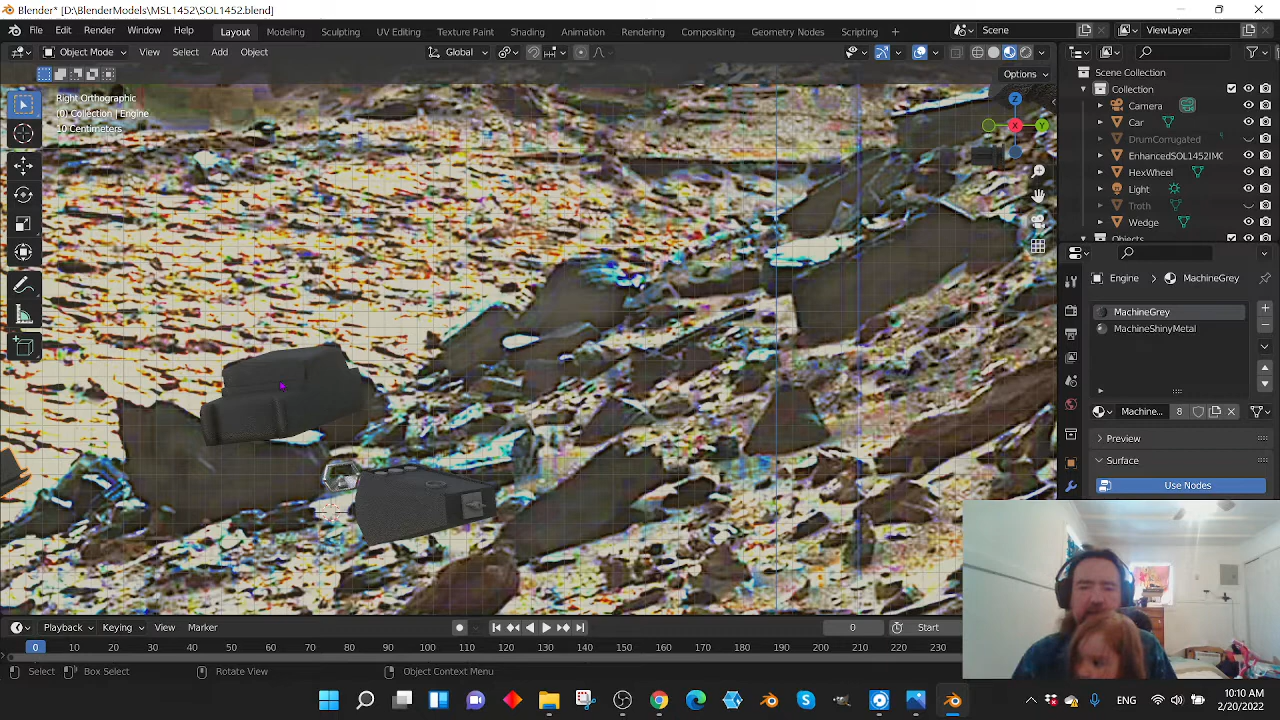 Blender* [D:\BlenderModels\MSL1452\SOL1452.blend]
File Edit Render Window Help Layout Modeling Sculpting UV Editing Texture Paint Shading Animation Rendering Compositing Geometry Nodes Scripting + Scene ViewLayer
Object Mode View Select Add Object Global
Options
Right Orthographic
(0) Collection | Engine
10 Centimeters
Z
X
Y
Scene Collection
Collection
Camera
Car
DrumCorrugated
EnhancedSOL1452IMG
HexWheel
Light
Troth
Wedge
Objects
Engine > MachineGrey
MachineGrey
MachineShinyMetal
Machine... 8
Preview
Surface
Use Nodes
Playback Keying View Marker 0 Start
0 10 20 30 40 50 60 70 80 90 100 110 120 130 140 150 160 170 180 190 200 210 220 230
Select Box Select Rotate View Object Context Menu
ENG
10:10 AM
2/20/2022